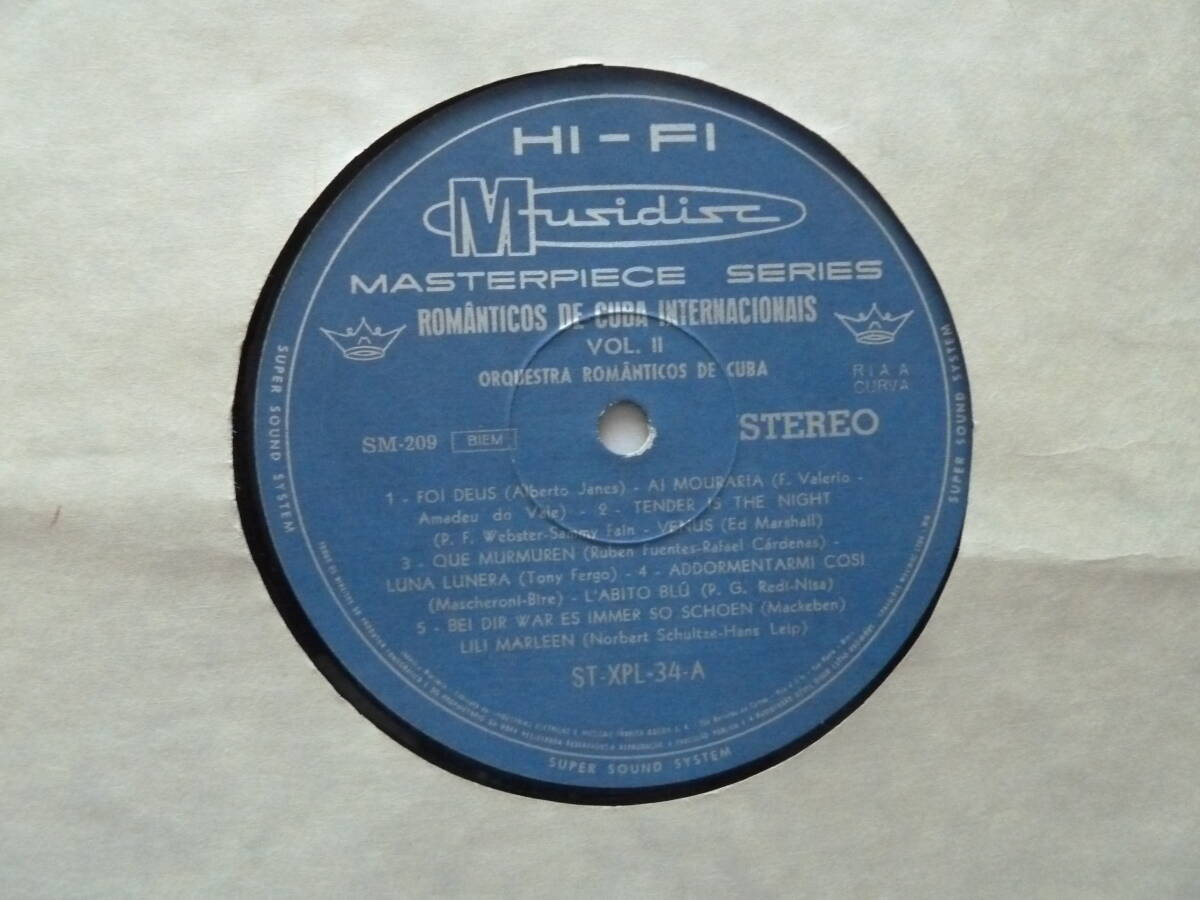 HI-FI
Musidisc
MASTERPIECE SERIES
ROMÂNTICOS DE CUBA INTERNACIONAIS
VOL. II
ORQUESTRA ROMÂNTICOS DE CUBA
RIAA
CURVA
SM-209 BIEM STEREO
1 - FOI DEUS (Alberto Janes) - AI MOURARIA (F. Valerio -
Amadeu do Vale) - 2 - TENDER IS THE NIGHT
(P. F. Webster-Sammy Fain - VENUS (Ed Marshall)
3 - QUE MURMUREN (Ruben Fuentes-Rafael Cárdenas) -
LUNA LUNERA (Tony Fergo) - 4 - ADDORMENTARMI COSI
(Mascheroni-Bire) - L'ABITO BLÚ (P. G. Redi-Nisa)
5 - BEI DIR WAR ES IMMER SO SCHOEN (Mackeben)
LILI MARLEEN (Norbert Schultze-Hans Leip)
ST-XPL-34-A
SUPER SOUND SYSTEM
SUPER SOUND SYSTEM
SUPER SOUND SYSTEM